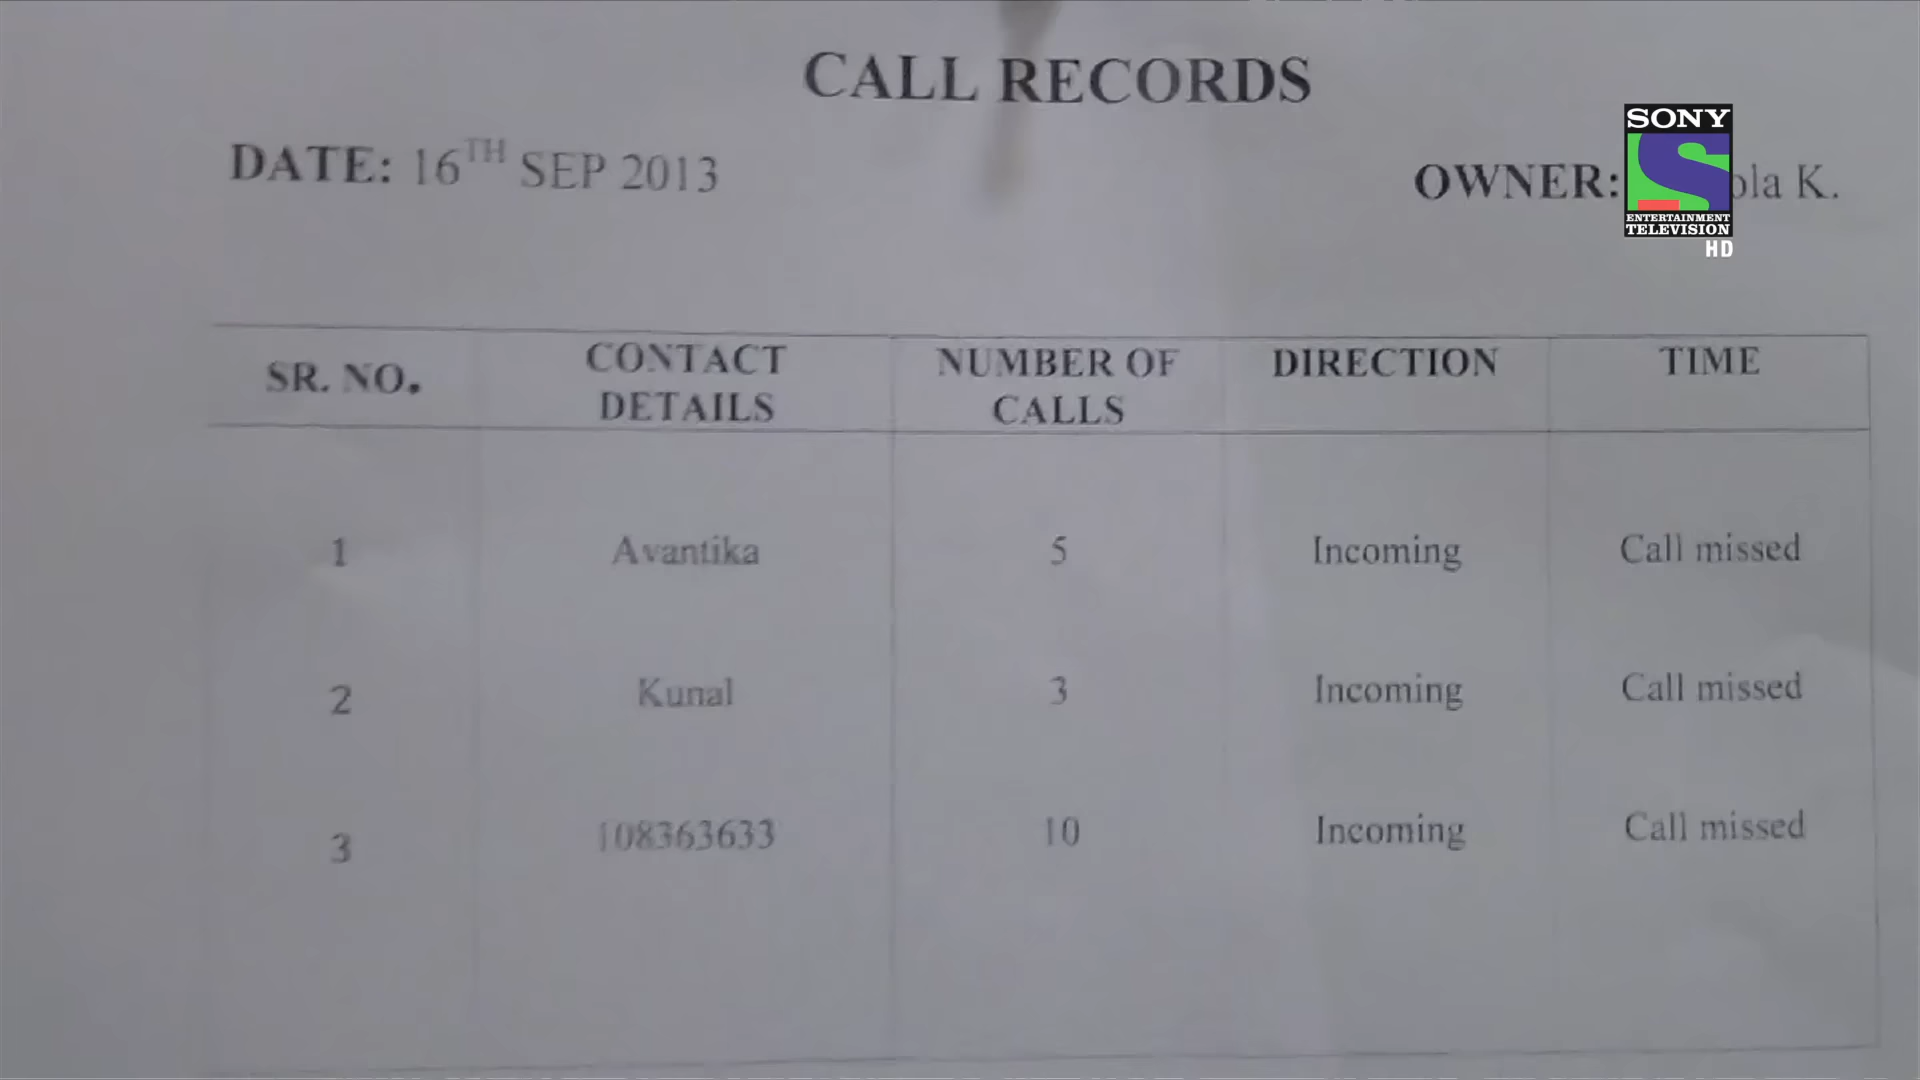 CALL RECORDS
DATE: 16TH SEP 2013
OWNER: K.
SONY
ENTERTAINMENT
TELEVISION
HD
SR. NO. CONTACT DETAILS NUMBER OF CALLS DIRECTION TIME
1 Avantika 5 Incoming Call missed
2 Kunal 3 Incoming Call missed
3 108363633 10 Incoming Call missed